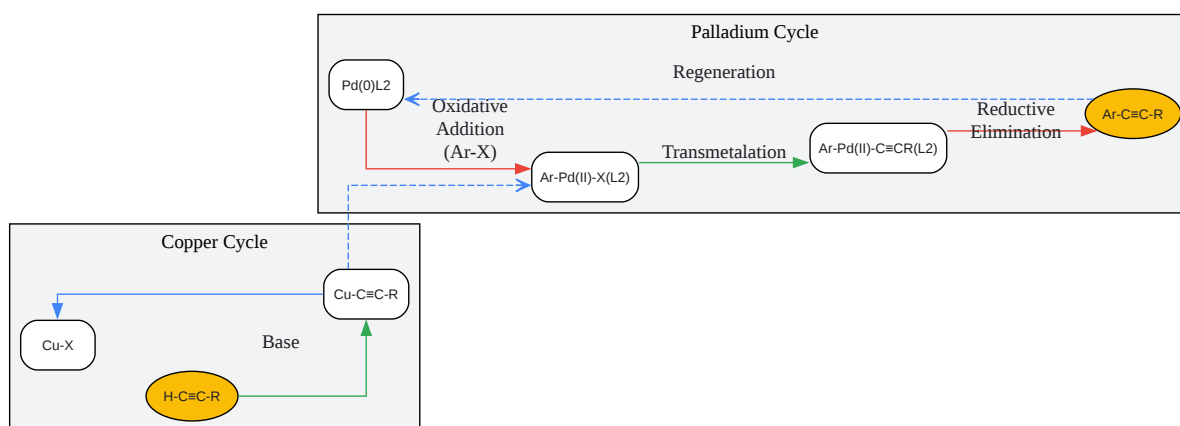 Palladium Cycle
Regeneration
Pd(0)L2
Oxidative
Addition
(Ar-X)
Reductive
Elimination
Ar-C≡C-R
Transmetalation
Ar-Pd(II)-C≡CR(L2)
Ar-Pd(II)-X(L2)
Copper Cycle
Cu-C≡C-R
Cu-X
Base
H-C≡C-R